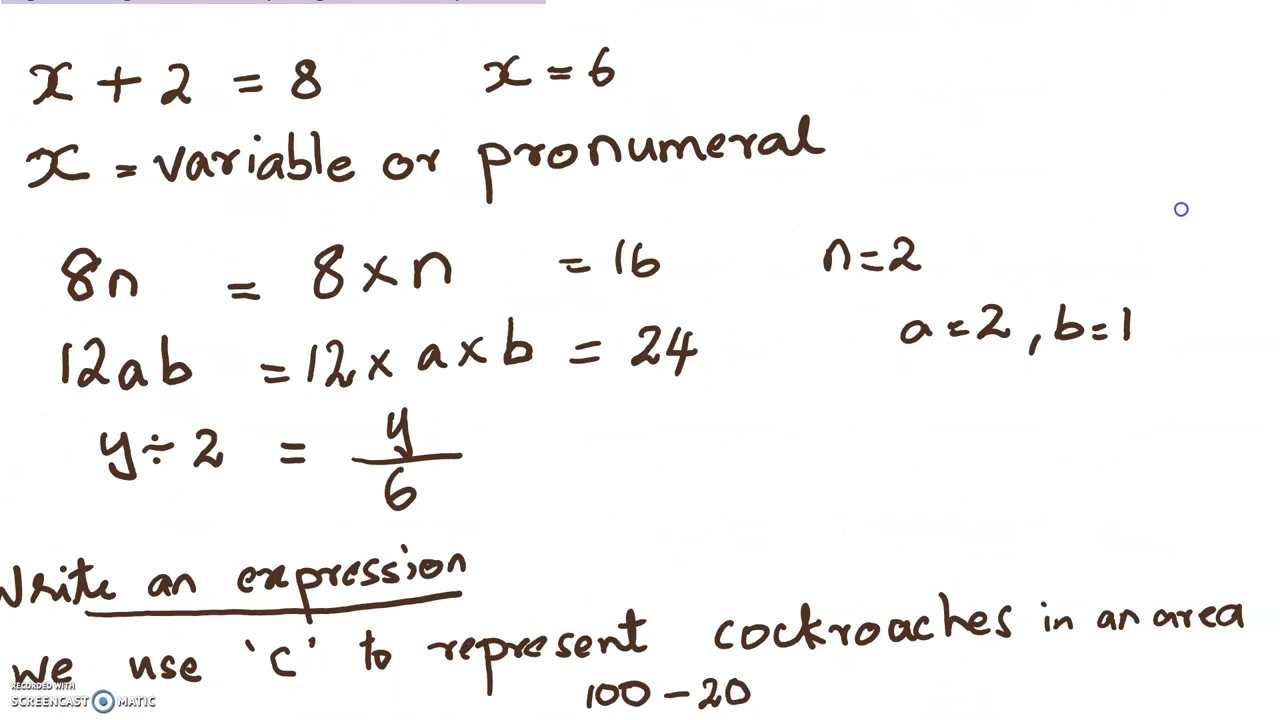 x + 2 = 8 x = 6
x = variable or pronumeral
8n = 8 × n = 16 n = 2
12ab = 12 × a × b = 24 a = 2 , b = 1
y ÷ 2 = y/6
Write an expression
we use 'c' to represent cockroaches in an area
100 - 20
RECORDED WITH
SCREENCAST MATIC